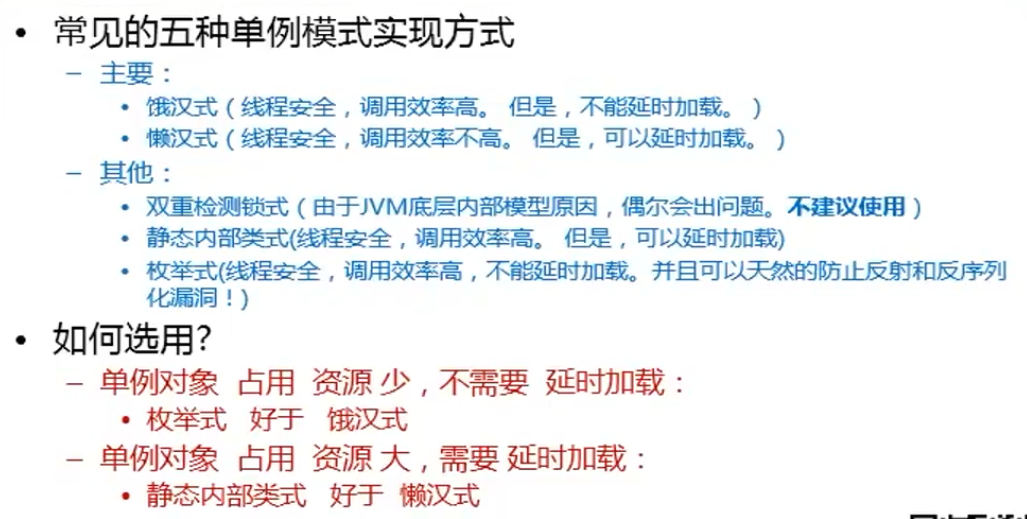 • 常见的五种单例模式实现方式
– 主要：
• 饿汉式（线程安全，调用效率高。 但是，不能延时加载。）
• 懒汉式（线程安全，调用效率不高。 但是，可以延时加载。）
– 其他：
• 双重检测锁式（由于JVM底层内部模型原因，偶尔会出问题。不建议使用）
• 静态内部类式(线程安全，调用效率高。 但是，可以延时加载)
• 枚举式(线程安全，调用效率高，不能延时加载。并且可以天然的防止反射和反序列
化漏洞！)
• 如何选用?
– 单例对象 占用 资源 少，不需要 延时加载：
• 枚举式 好于 饿汉式
– 单例对象 占用 资源 大，需要 延时加载：
• 静态内部类式 好于 懒汉式